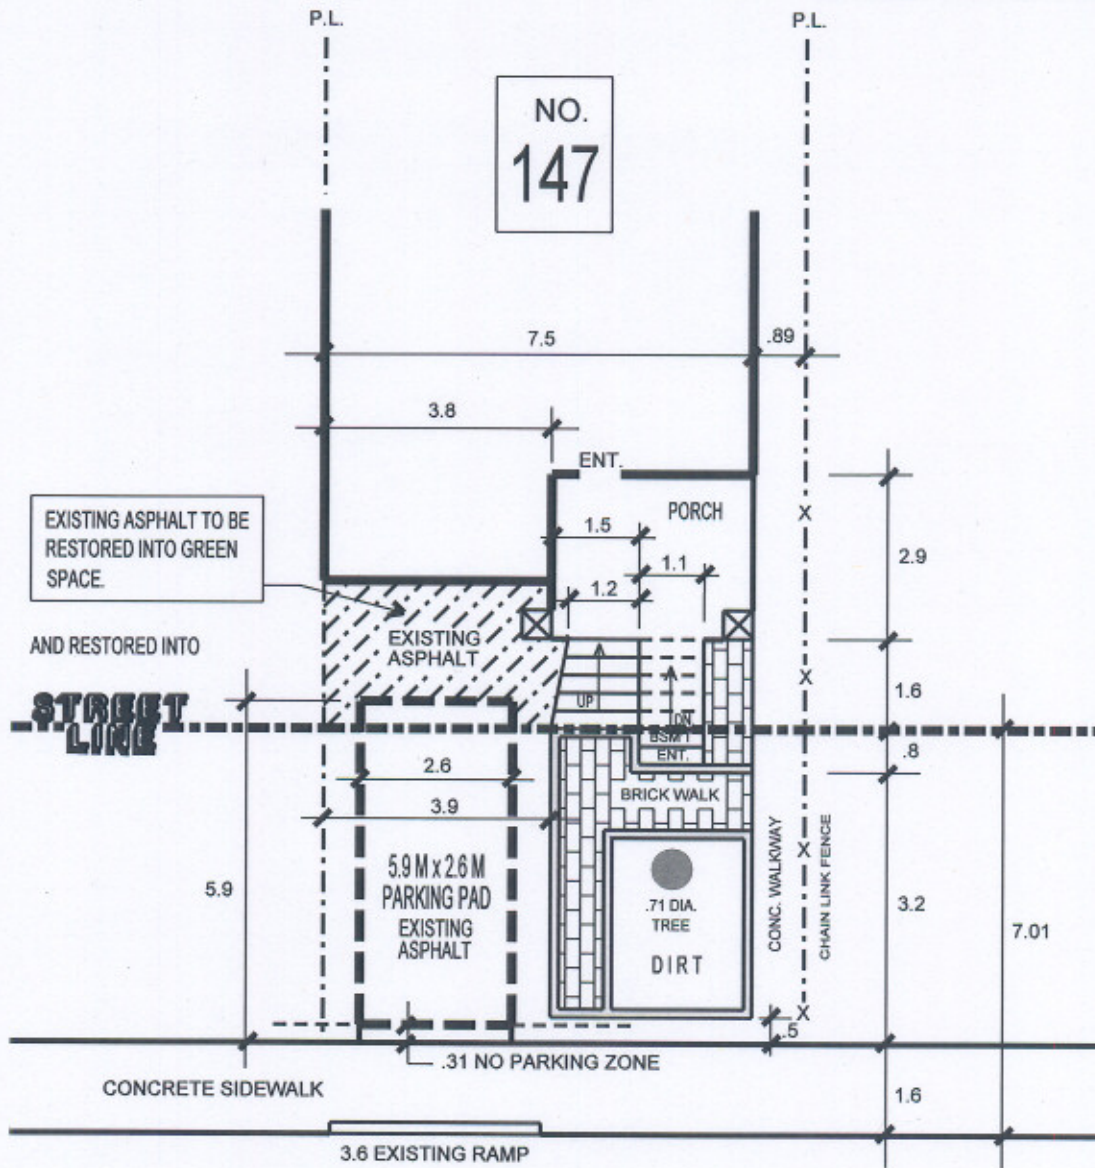 P.L.
P.L.
NO.
147
7.5
.89
3.8
ENT.
PORCH
EXISTING ASPHALT TO BE
RESTORED INTO GREEN
SPACE.
1.5
1.1
1.2
2.9
AND RESTORED INTO
EXISTING
ASPHALT
X
X
1.6
UP
DN
STREET
LINE
BSMT
ENT.
.8
2.6
BRICK WALK
3.9
5.9 M x 2.6 M
PARKING PAD
EXISTING
ASPHALT
5.9
.71 DIA.
TREE
DIRT
CONC. WALKWAY
X
CHAIN LINK FENCE
3.2
7.01
X
.5
.31 NO PARKING ZONE
CONCRETE SIDEWALK
1.6
3.6 EXISTING RAMP